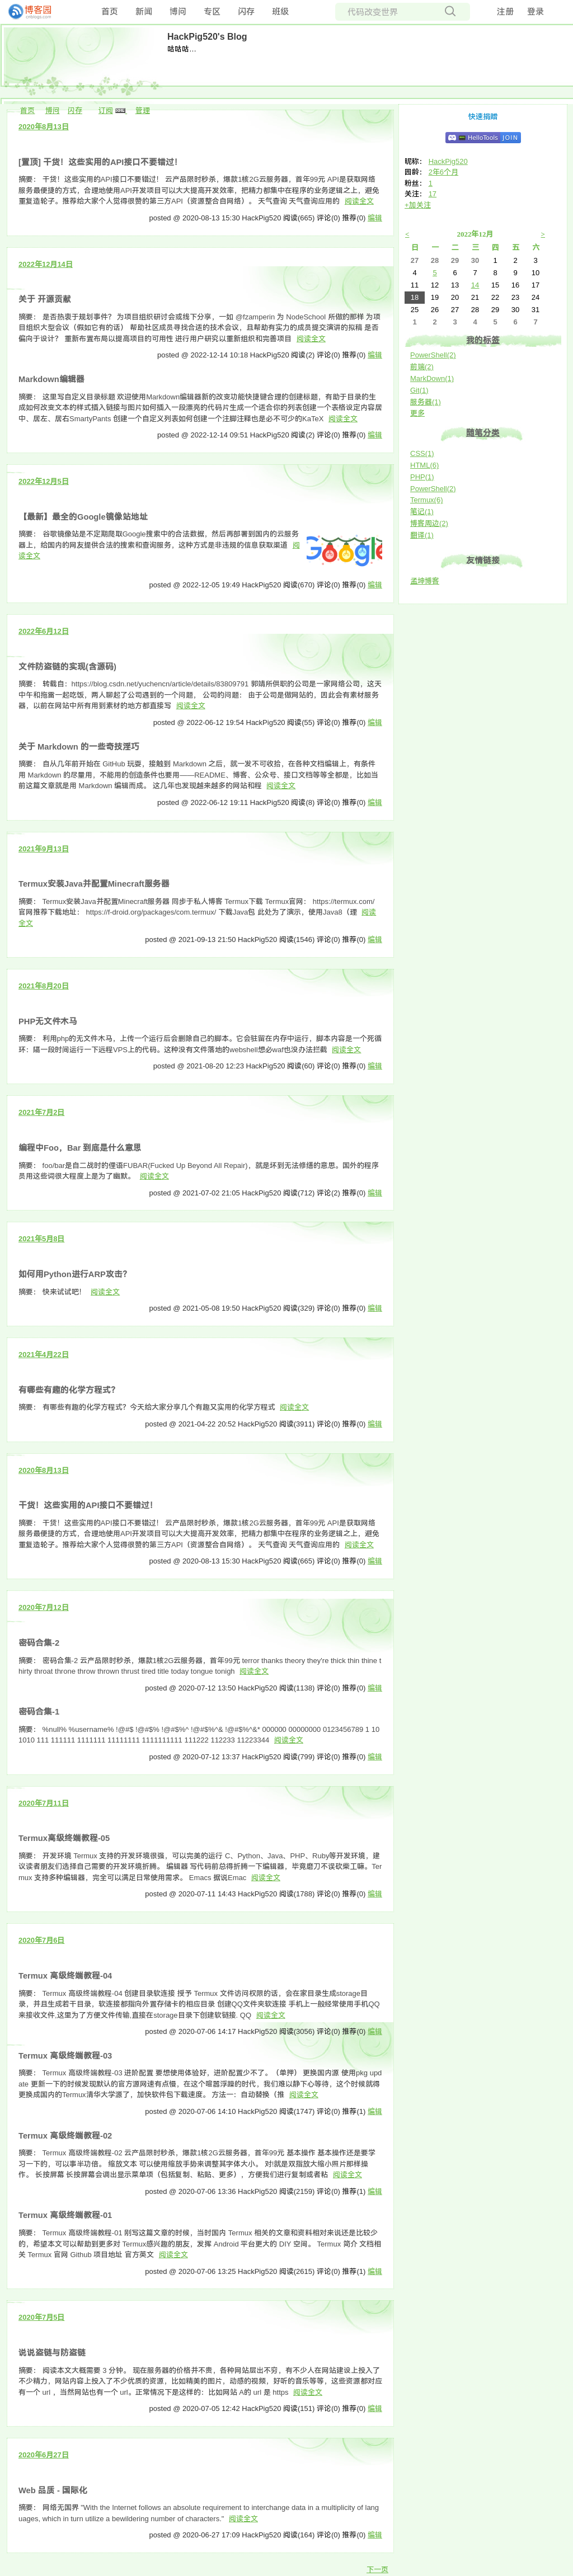 博客园
cnblogs.com
首页 新闻 博问 专区 闪存 班级
代码改变世界
注册 登录
HackPig520's Blog
咕咕咕…
首页 博问 闪存 订阅 管理
2020年8月13日
[置顶] 干货！这些实用的API接口不要错过！
摘要： 干货！这些实用的API接口不要错过！ 云产品限时秒杀，爆款1核2G云服务器，首年99元 API是获取网络
服务最便捷的方式，合理地使用API开发项目可以大大提高开发效率，把精力都集中在程序的业务逻辑之上，避免
重复造轮子。推荐给大家个人觉得很赞的第三方API（资源整合自网络）。 天气查询 天气查询应用的 阅读全文
posted @ 2020-08-13 15:30 HackPig520 阅读(665) 评论(0) 推荐(0) 编辑
2022年12月14日
关于 开源贡献
摘要： 是否热衷于规划事件？ 为项目组织研讨会或线下分享，一如 @fzamperin 为 NodeSchool 所做的那样 为项
目组织大型会议（假如它有的话） 帮助社区成员寻找合适的技术会议，且帮助有实力的成员提交演讲的拟稿 是否
偏向于设计？ 重新布置布局以提高项目的可用性 进行用户研究以重新组织和完善项目 阅读全文
posted @ 2022-12-14 10:18 HackPig520 阅读(2) 评论(0) 推荐(0) 编辑
Markdown编辑器
摘要： 这里写自定义目录标题 欢迎使用Markdown编辑器新的改变功能快捷键合理的创建标题，有助于目录的生
成如何改变文本的样式插入链接与图片如何插入一段漂亮的代码片生成一个适合你的列表创建一个表格设定内容居
中、居左、居右SmartyPants 创建一个自定义列表如何创建一个注脚注释也是必不可少的KaTeX 阅读全文
posted @ 2022-12-14 09:51 HackPig520 阅读(2) 评论(0) 推荐(0) 编辑
2022年12月5日
【最新】最全的Google镜像站地址
摘要： 谷歌镜像站是不定期爬取Google搜索中的合法数据，然后再部署到国内的云服务
器上，给国内的网友提供合法的搜索和查阅服务，这种方式是非违规的信息获取渠道 阅
读全文
posted @ 2022-12-05 19:49 HackPig520 阅读(670) 评论(0) 推荐(0) 编辑
2022年6月12日
文件防盗链的实现(含源码)
摘要： 转载自：https://blog.csdn.net/yuchencn/article/details/83809791 郭靖所供职的公司是一家网络公司，这天
中午和拖雷一起吃饭，两人聊起了公司遇到的一个问题， 公司的问题： 由于公司是做网站的，因此会有素材服务
器，以前在网站中所有用到素材的地方都直接写 阅读全文
posted @ 2022-06-12 19:54 HackPig520 阅读(55) 评论(0) 推荐(0) 编辑
关于 Markdown 的一些奇技淫巧
摘要： 自从几年前开始在 GitHub 玩耍，接触到 Markdown 之后，就一发不可收拾，在各种文档编辑上，有条件
用 Markdown 的尽量用，不能用的创造条件也要用——README、博客、公众号、接口文档等等全都是，比如当
前这篇文章就是用 Markdown 编辑而成。 这几年也发现越来越多的网站和程 阅读全文
posted @ 2022-06-12 19:11 HackPig520 阅读(8) 评论(0) 推荐(0) 编辑
2021年9月13日
Termux安装Java并配置Minecraft服务器
摘要： Termux安装Java并配置Minecraft服务器 同步于私人博客 Termux下载 Termux官网： https://termux.com/
官网推荐下载地址： https://f-droid.org/packages/com.termux/ 下载Java包 此处为了演示，使用Java8（理 阅读
全文
posted @ 2021-09-13 21:50 HackPig520 阅读(1546) 评论(0) 推荐(0) 编辑
2021年8月20日
PHP无文件木马
摘要： 利用php的无文件木马，上传一个运行后会删除自己的脚本。它会驻留在内存中运行，脚本内容是一个死循
环：隔一段时间运行一下远程VPS上的代码。这种没有文件落地的webshell想必waf也没办法拦截 阅读全文
posted @ 2021-08-20 12:23 HackPig520 阅读(60) 评论(0) 推荐(0) 编辑
2021年7月2日
编程中Foo，Bar 到底是什么意思
摘要： foo/bar是自二战时的俚语FUBAR(Fucked Up Beyond All Repair)，就是坏到无法修缮的意思。国外的程序
员用这些词很大程度上是为了幽默。 阅读全文
posted @ 2021-07-02 21:05 HackPig520 阅读(712) 评论(2) 推荐(0) 编辑
2021年5月8日
如何用Python进行ARP攻击？
摘要： 快来试试吧！ 阅读全文
posted @ 2021-05-08 19:50 HackPig520 阅读(329) 评论(0) 推荐(0) 编辑
2021年4月22日
有哪些有趣的化学方程式？
摘要： 有哪些有趣的化学方程式？今天给大家分享几个有趣又实用的化学方程式 阅读全文
posted @ 2021-04-22 20:52 HackPig520 阅读(3911) 评论(0) 推荐(0) 编辑
2020年8月13日
干货！这些实用的API接口不要错过！
摘要： 干货！这些实用的API接口不要错过！ 云产品限时秒杀，爆款1核2G云服务器，首年99元 API是获取网络
服务最便捷的方式，合理地使用API开发项目可以大大提高开发效率，把精力都集中在程序的业务逻辑之上，避免
重复造轮子。推荐给大家个人觉得很赞的第三方API（资源整合自网络）。 天气查询 天气查询应用的 阅读全文
posted @ 2020-08-13 15:30 HackPig520 阅读(665) 评论(0) 推荐(0) 编辑
2020年7月12日
密码合集-2
摘要： 密码合集-2 云产品限时秒杀，爆款1核2G云服务器，首年99元 terror thanks theory they're thick thin thine t
hirty throat throne throw thrown thrust tired title today tongue tonigh 阅读全文
posted @ 2020-07-12 13:50 HackPig520 阅读(1138) 评论(0) 推荐(0) 编辑
密码合集-1
摘要： %null% %username% !@#$ !@#$% !@#$%^ !@#$%^& !@#$%^&* 000000 00000000 0123456789 1 10
1010 111 111111 1111111 11111111 1111111111 111222 112233 11223344 阅读全文
posted @ 2020-07-12 13:37 HackPig520 阅读(799) 评论(0) 推荐(0) 编辑
2020年7月11日
Termux高级终端教程-05
摘要： 开发环境 Termux 支持的开发环境很强，可以完美的运行 C、Python、Java、PHP、Ruby等开发环境，建
议读者朋友们选择自己需要的开发环境折腾。 编辑器 写代码前总得折腾一下编辑器，毕竟磨刀不误砍柴工嘛。Ter
mux 支持多种编辑器，完全可以满足日常使用需求。 Emacs 据说Emac 阅读全文
posted @ 2020-07-11 14:43 HackPig520 阅读(1788) 评论(0) 推荐(0) 编辑
2020年7月6日
Termux 高级终端教程-04
摘要： Termux 高级终端教程-04 创建目录软连接 授予 Termux 文件访问权限的话，会在家目录生成storage目
录，并且生成若干目录，软连接都指向外置存储卡的相应目录 创建QQ文件夹软连接 手机上一般经常使用手机QQ
来接收文件,这里为了方便文件传输,直接在storage目录下创建软链接. QQ 阅读全文
posted @ 2020-07-06 14:17 HackPig520 阅读(3056) 评论(0) 推荐(0) 编辑
Termux 高级终端教程-03
摘要： Termux 高级终端教程-03 进阶配置 要想使用体验好，进阶配置少不了。（单押） 更换国内源 使用pkg upd
ate 更新一下的时候发现默认的官方源网速有点慢，在这个喧嚣浮躁的时代，我们难以静下心等待，这个时候就得
更换成国内的Termux清华大学源了，加快软件包下载速度。 方法一：自动替换（推 阅读全文
posted @ 2020-07-06 14:10 HackPig520 阅读(1747) 评论(0) 推荐(1) 编辑
Termux 高级终端教程-02
摘要： Termux 高级终端教程-02 云产品限时秒杀，爆款1核2G云服务器，首年99元 基本操作 基本操作还是要学
习一下的，可以事半功倍。 缩放文本 可以使用缩放手势来调整其字体大小。 对!就是双指放大缩小照片那样操
作。 长按屏幕 长按屏幕会调出显示菜单项（包括复制、粘贴、更多），方便我们进行复制或者粘 阅读全文
posted @ 2020-07-06 13:36 HackPig520 阅读(2159) 评论(0) 推荐(1) 编辑
Termux 高级终端教程-01
摘要： Termux 高级终端教程-01 刚写这篇文章的时候，当时国内 Termux 相关的文章和资料相对来说还是比较少
的，希望本文可以帮助到更多对 Termux感兴趣的朋友，发挥 Android 平台更大的 DIY 空间。 Termux 简介 文档相
关 Termux 官网 Github 项目地址 官方英文 阅读全文
posted @ 2020-07-06 13:25 HackPig520 阅读(2615) 评论(0) 推荐(1) 编辑
2020年7月5日
说说盗链与防盗链
摘要： 阅读本文大概需要 3 分钟。 现在服务器的价格并不贵，各种网站层出不穷，有不少人在网站建设上投入了
不少精力，网站内容上投入了不少优质的资源，比如精美的图片，动感的视频，好听的音乐等等，这些资源都对应
有一个 url ，当然网站也有一个 url。正常情况下是这样的：比如网站 A的 url 是 https 阅读全文
posted @ 2020-07-05 12:42 HackPig520 阅读(151) 评论(0) 推荐(0) 编辑
2020年6月27日
Web 品质 - 国际化
摘要： 网络无国界 "With the Internet follows an absolute requirement to interchange data in a multiplicity of lang
uages, which in turn utilize a bewildering number of characters." 阅读全文
posted @ 2020-06-27 17:09 HackPig520 阅读(164) 评论(0) 推荐(0) 编辑
下一页
快速捐赠
HelloTools JOIN
昵称： HackPig520
园龄： 2年6个月
粉丝： 1
关注： 17
+加关注
< 2022年12月 >
日 一 二 三 四 五 六
27 28 29 30 1 2 3
4 5 6 7 8 9 10
11 12 13 14 15 16 17
18 19 20 21 22 23 24
25 26 27 28 29 30 31
1 2 3 4 5 6 7
我的标签
PowerShell(2)
前端(2)
MarkDown(1)
Git(1)
服务器(1)
更多
随笔分类
CSS(1)
HTML(6)
PHP(1)
PowerShell(2)
Termux(6)
笔记(1)
博客周边(2)
翻译(1)
友情链接
孟坤博客